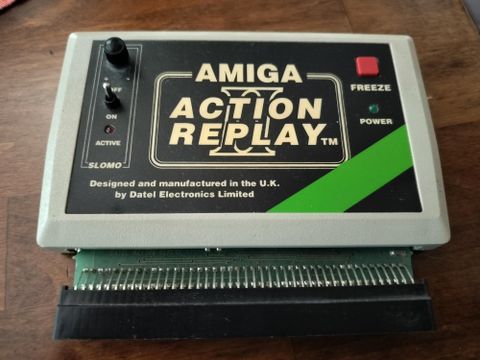 AMIGA
II
ACTION
REPLAY TM
FREEZE
POWER
OFF
ON
ACTIVE
SLOMO
Designed and manufactured in the U.K.
by Datel Electronics Limited